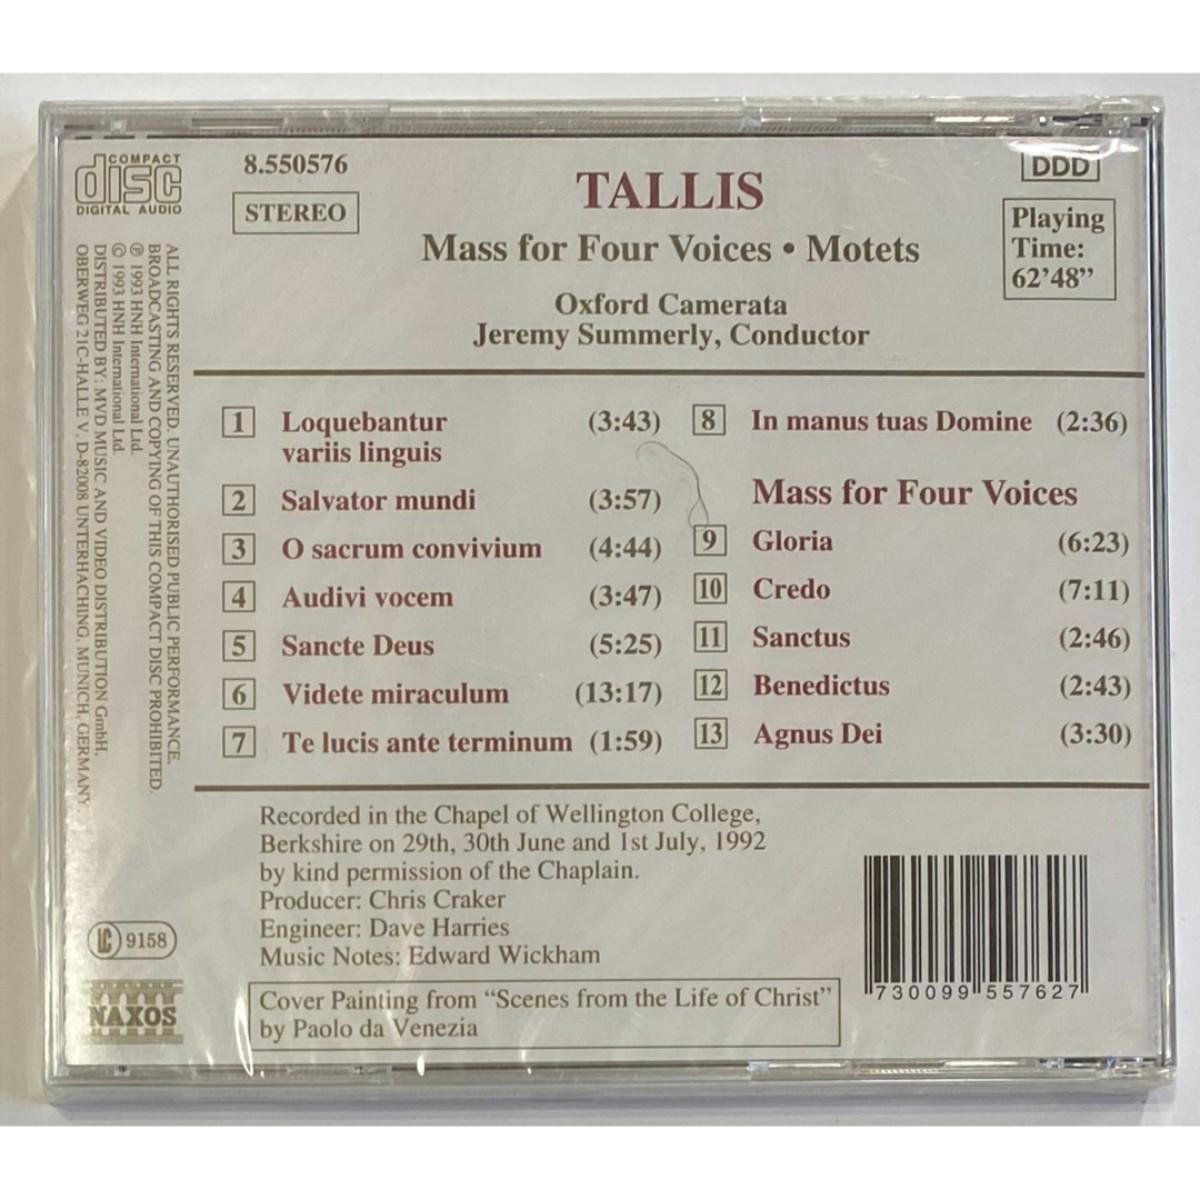 COMPACT
disc
DIGITAL AUDIO
8.550576
STEREO
TALLIS
Mass for Four Voices • Motets
Oxford Camerata
Jeremy Summerly, Conductor
DDD
Playing
Time:
62’48”
ALL RIGHTS RESERVED. UNAUTHORISED PUBLIC PERFORMANCE,
BROADCASTING AND COPYING OF THIS COMPACT DISC PROHIBITED.
℗ 1993 HNH International Ltd.
© 1993 HNH International Ltd.
DISTRIBUTED BY: MVD MUSIC AND VIDEO DISTRIBUTION GmbH,
OBERWEG 21C-HALLE V, D-82008 UNTERHACHING, MUNICH, GERMANY.
1 Loquebantur (3:43)
variis linguis
2 Salvator mundi (3:57)
3 O sacrum convivium (4:44)
4 Audivi vocem (3:47)
5 Sancte Deus (5:25)
6 Videte miraculum (13:17)
7 Te lucis ante terminum (1:59)
8 In manus tuas Domine (2:36)
Mass for Four Voices
9 Gloria (6:23)
10 Credo (7:11)
11 Sanctus (2:46)
12 Benedictus (2:43)
13 Agnus Dei (3:30)
Recorded in the Chapel of Wellington College,
Berkshire on 29th, 30th June and 1st July, 1992
by kind permission of the Chaplain.
Producer: Chris Craker
Engineer: Dave Harries
Music Notes: Edward Wickham
Cover Painting from “Scenes from the Life of Christ”
by Paolo da Venezia
LC 9158
NAXOS
730099 557627